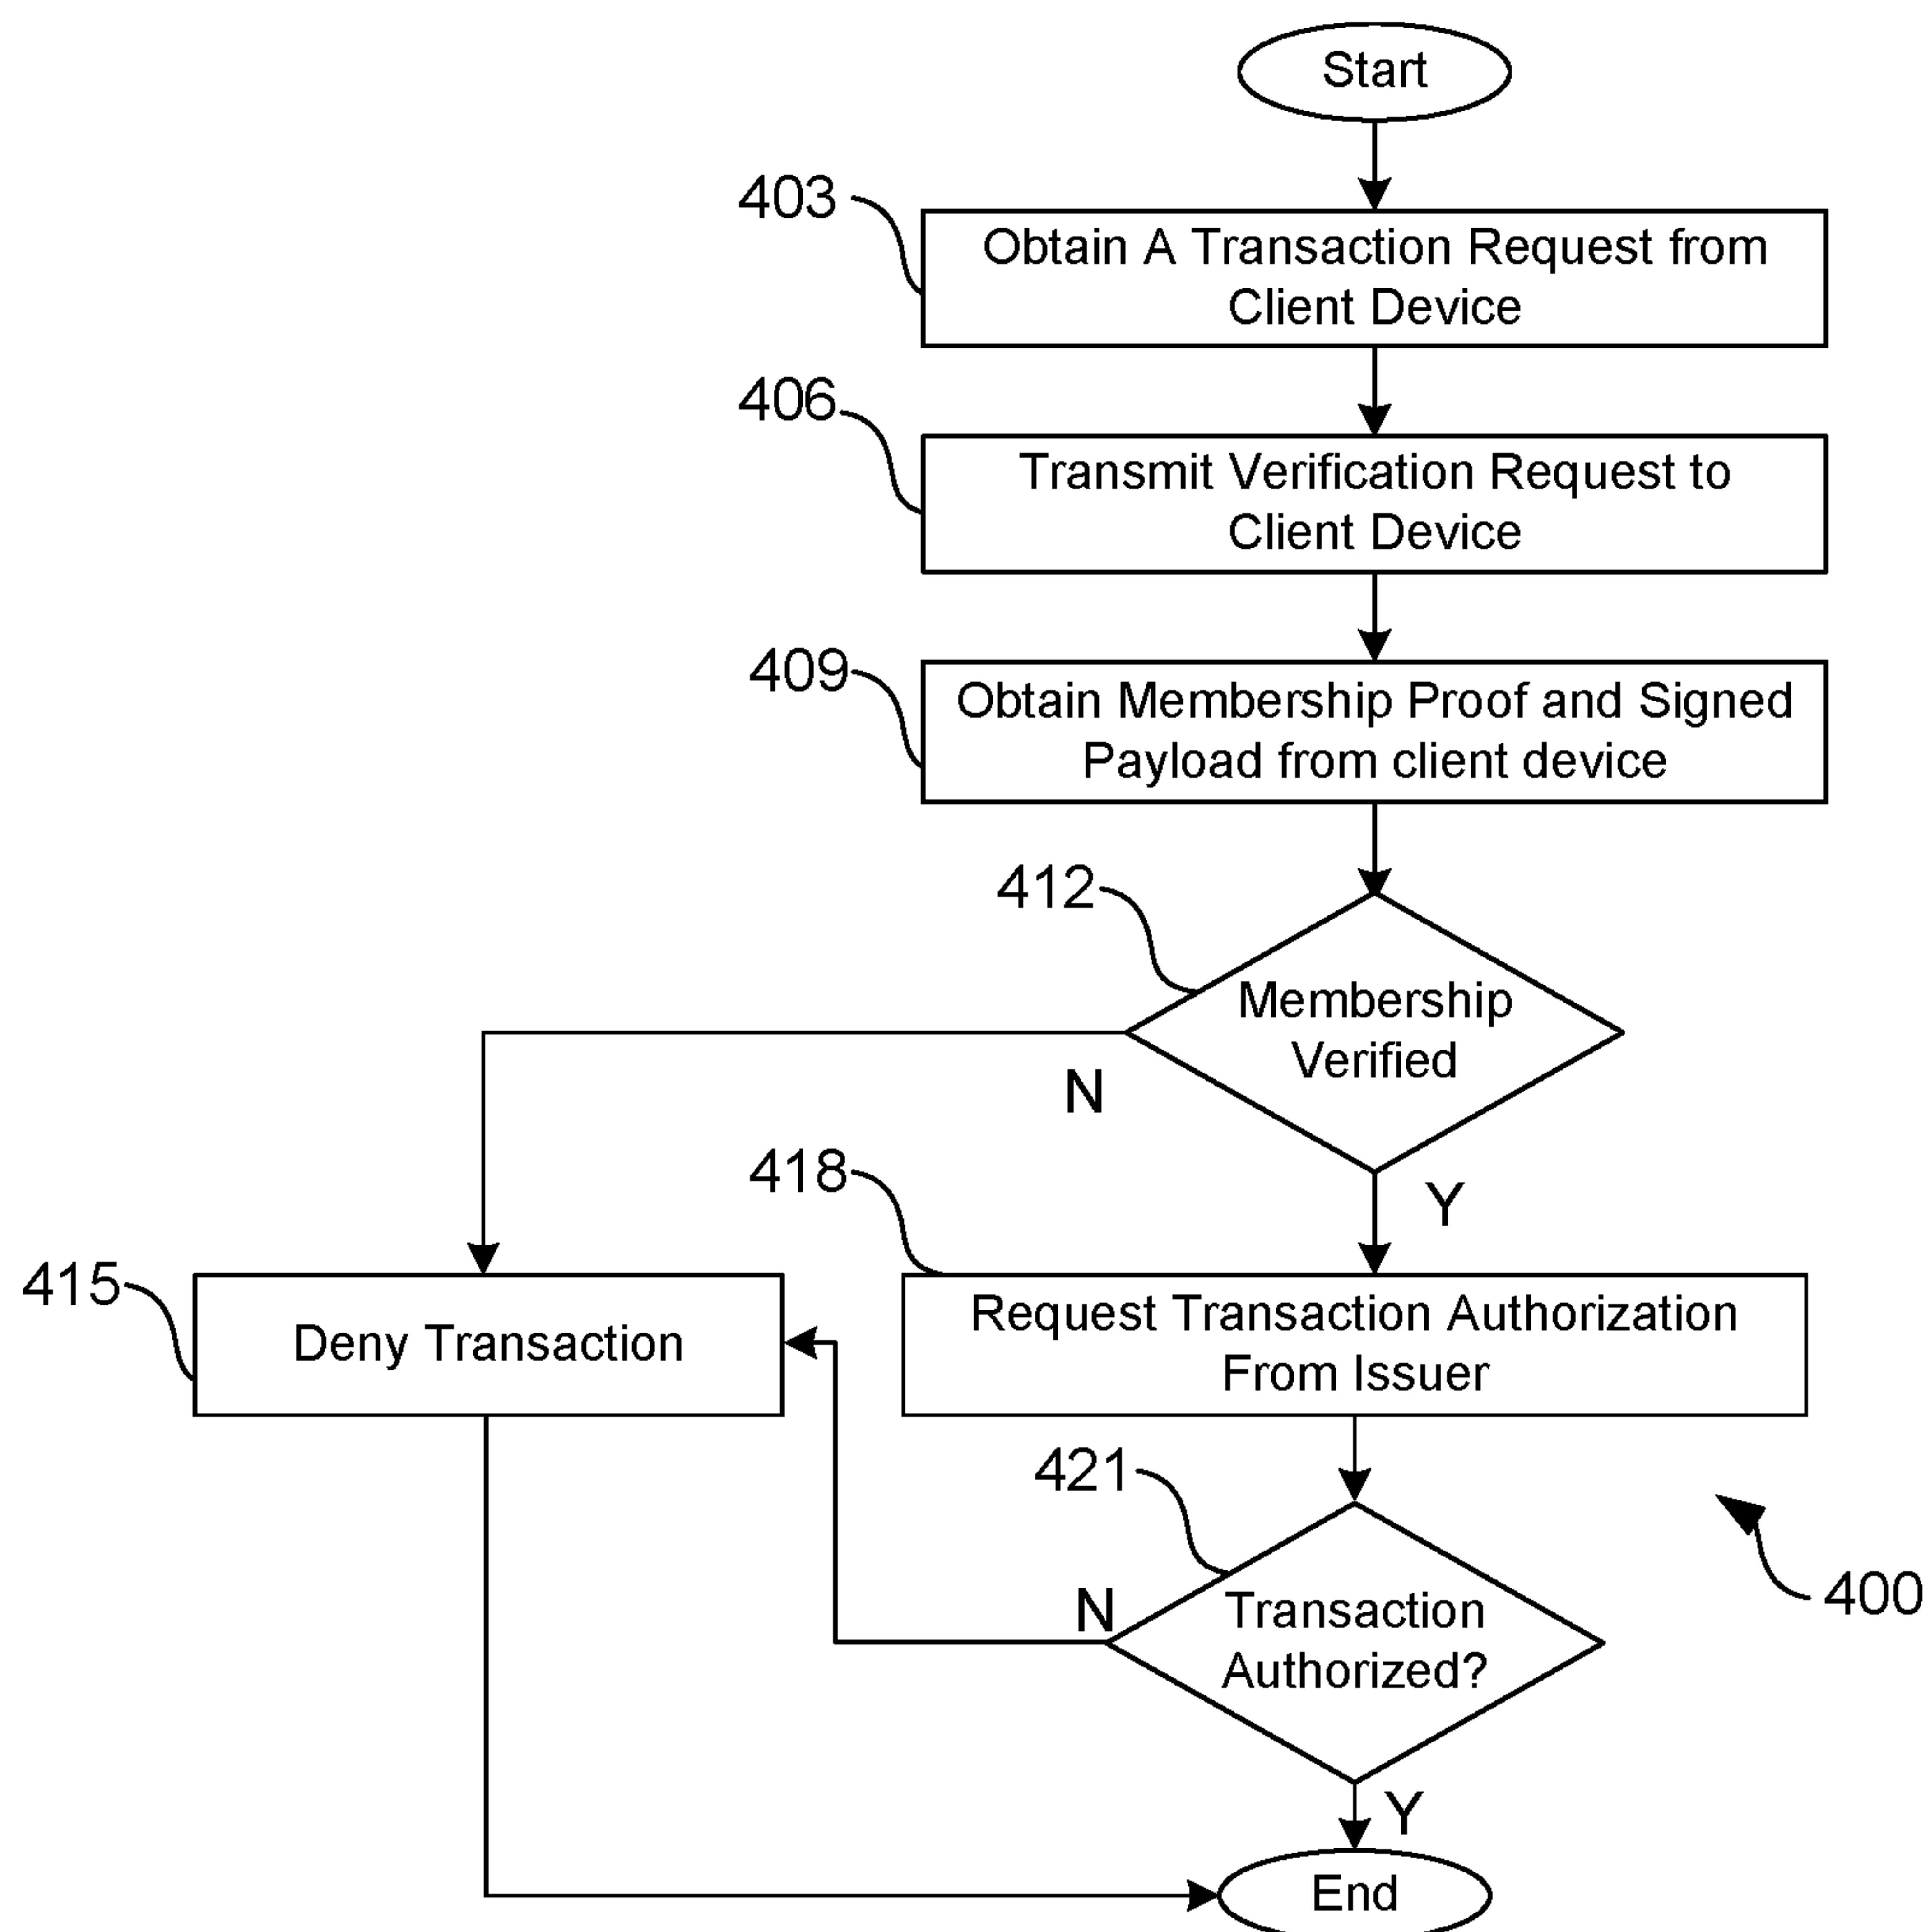 Start
403
Obtain A Transaction Request from
Client Device
406
Transmit Verification Request to
Client Device
409
Obtain Membership Proof and Signed
Payload from client device
412
Membership
Verified
N
Y
418
415
Deny Transaction
Request Transaction Authorization
From Issuer
421
N
Transaction
Authorized?
400
Y
End